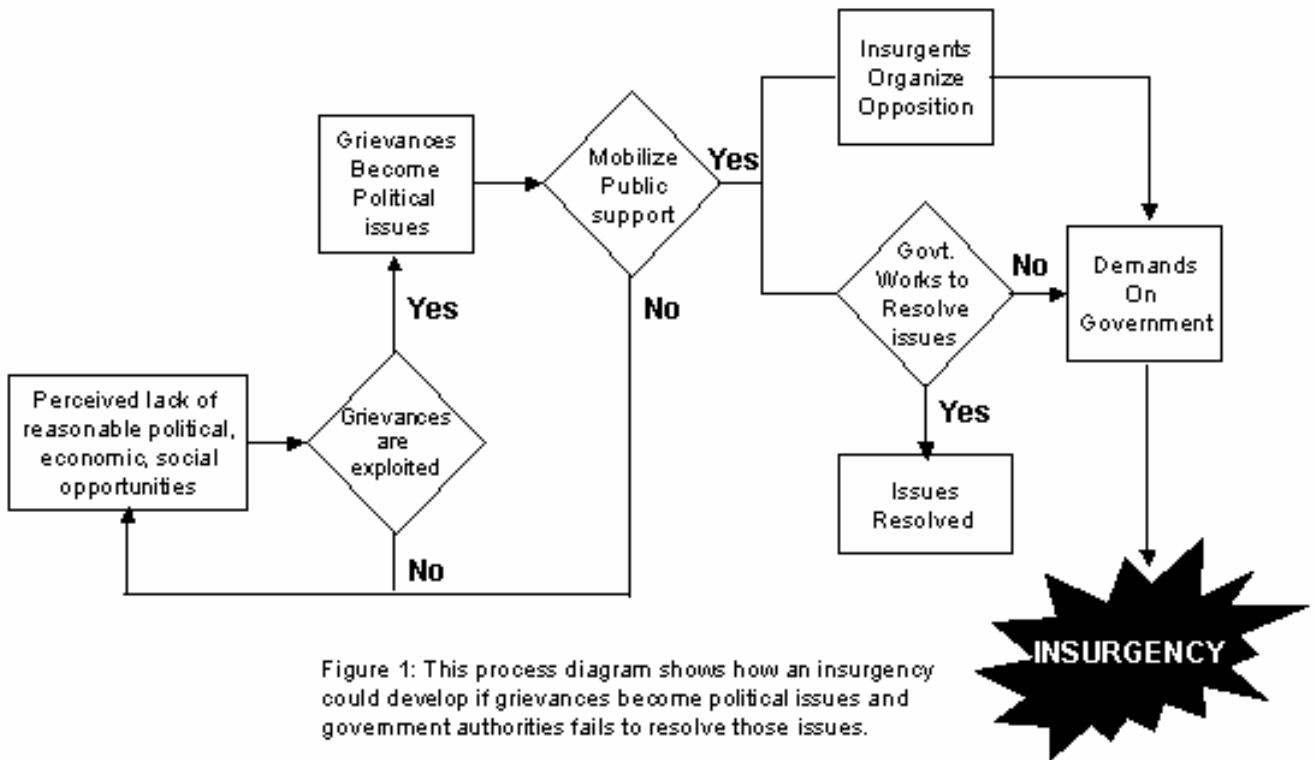 Insurgents
Organize
Opposition
Grievances
Become
Political
issues
Mobilize
Public
support
Yes
Govt.
Works to
Resolve
issues
No
Demands
On
Government
Yes
No
Perceived lack of
reasonable political,
economic, social
opportunities
Grievances
are
exploited
Yes
Issues
Resolved
No
INSURGENCY
Figure 1: This process diagram shows how an insurgency
could develop if grievances become political issues and
government authorities fails to resolve those issues.